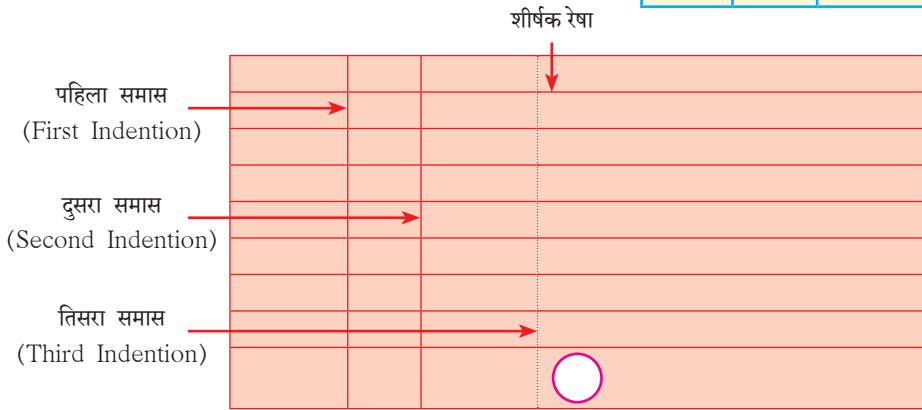 शीर्षक रेषा
पहिला समास
(First Indention)
दुसरा समास
(Second Indention)
तिसरा समास
(Third Indention)